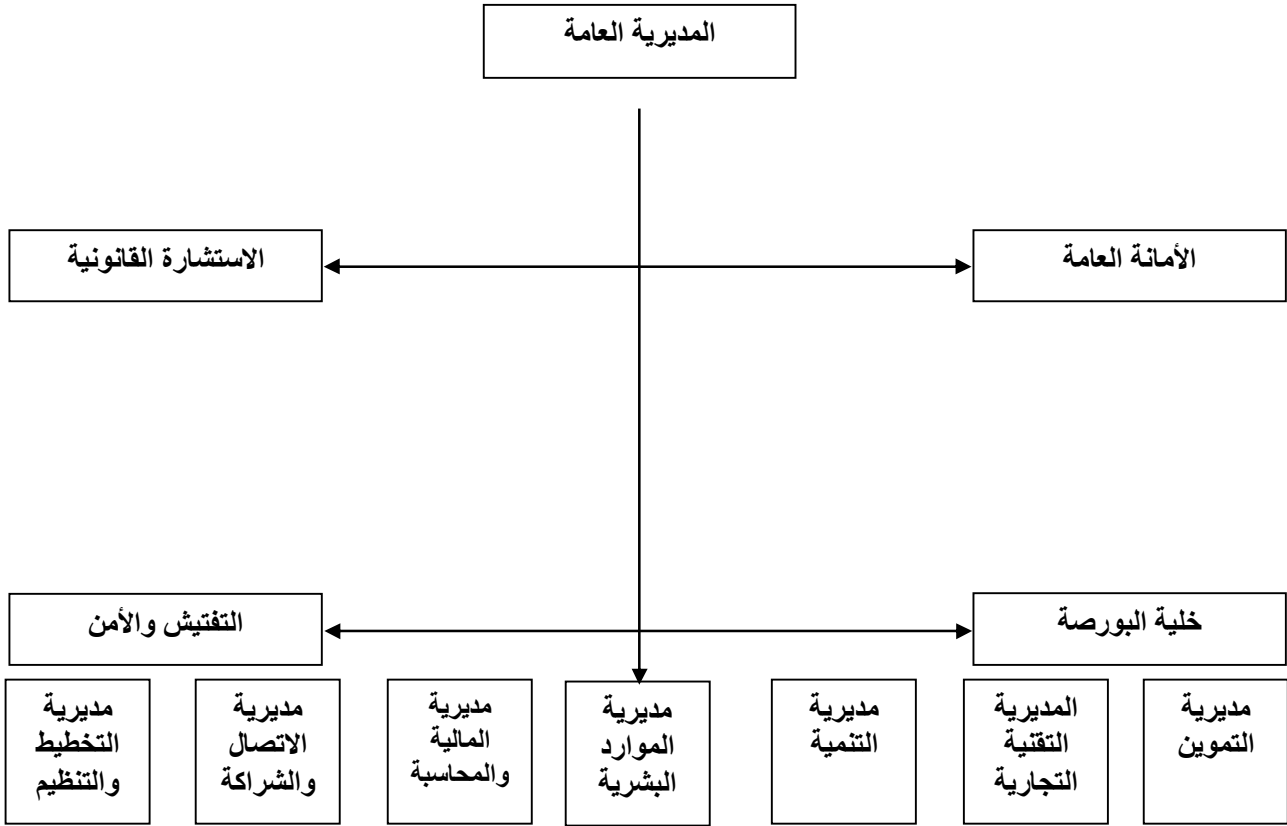 المديرية العامة
الأمانة العامة
الاستشارة القانونية
خلية البورصة
التفتيش والأمن
مديرية
التموين
المديرية
التقنية
التجارية
مديرية
التنمية
مديرية
الموارد
البشرية
مديرية
المالية
والمحاسبة
مديرية
الاتصال
والشراكة
مديرية
التخطيط
والتنظيم